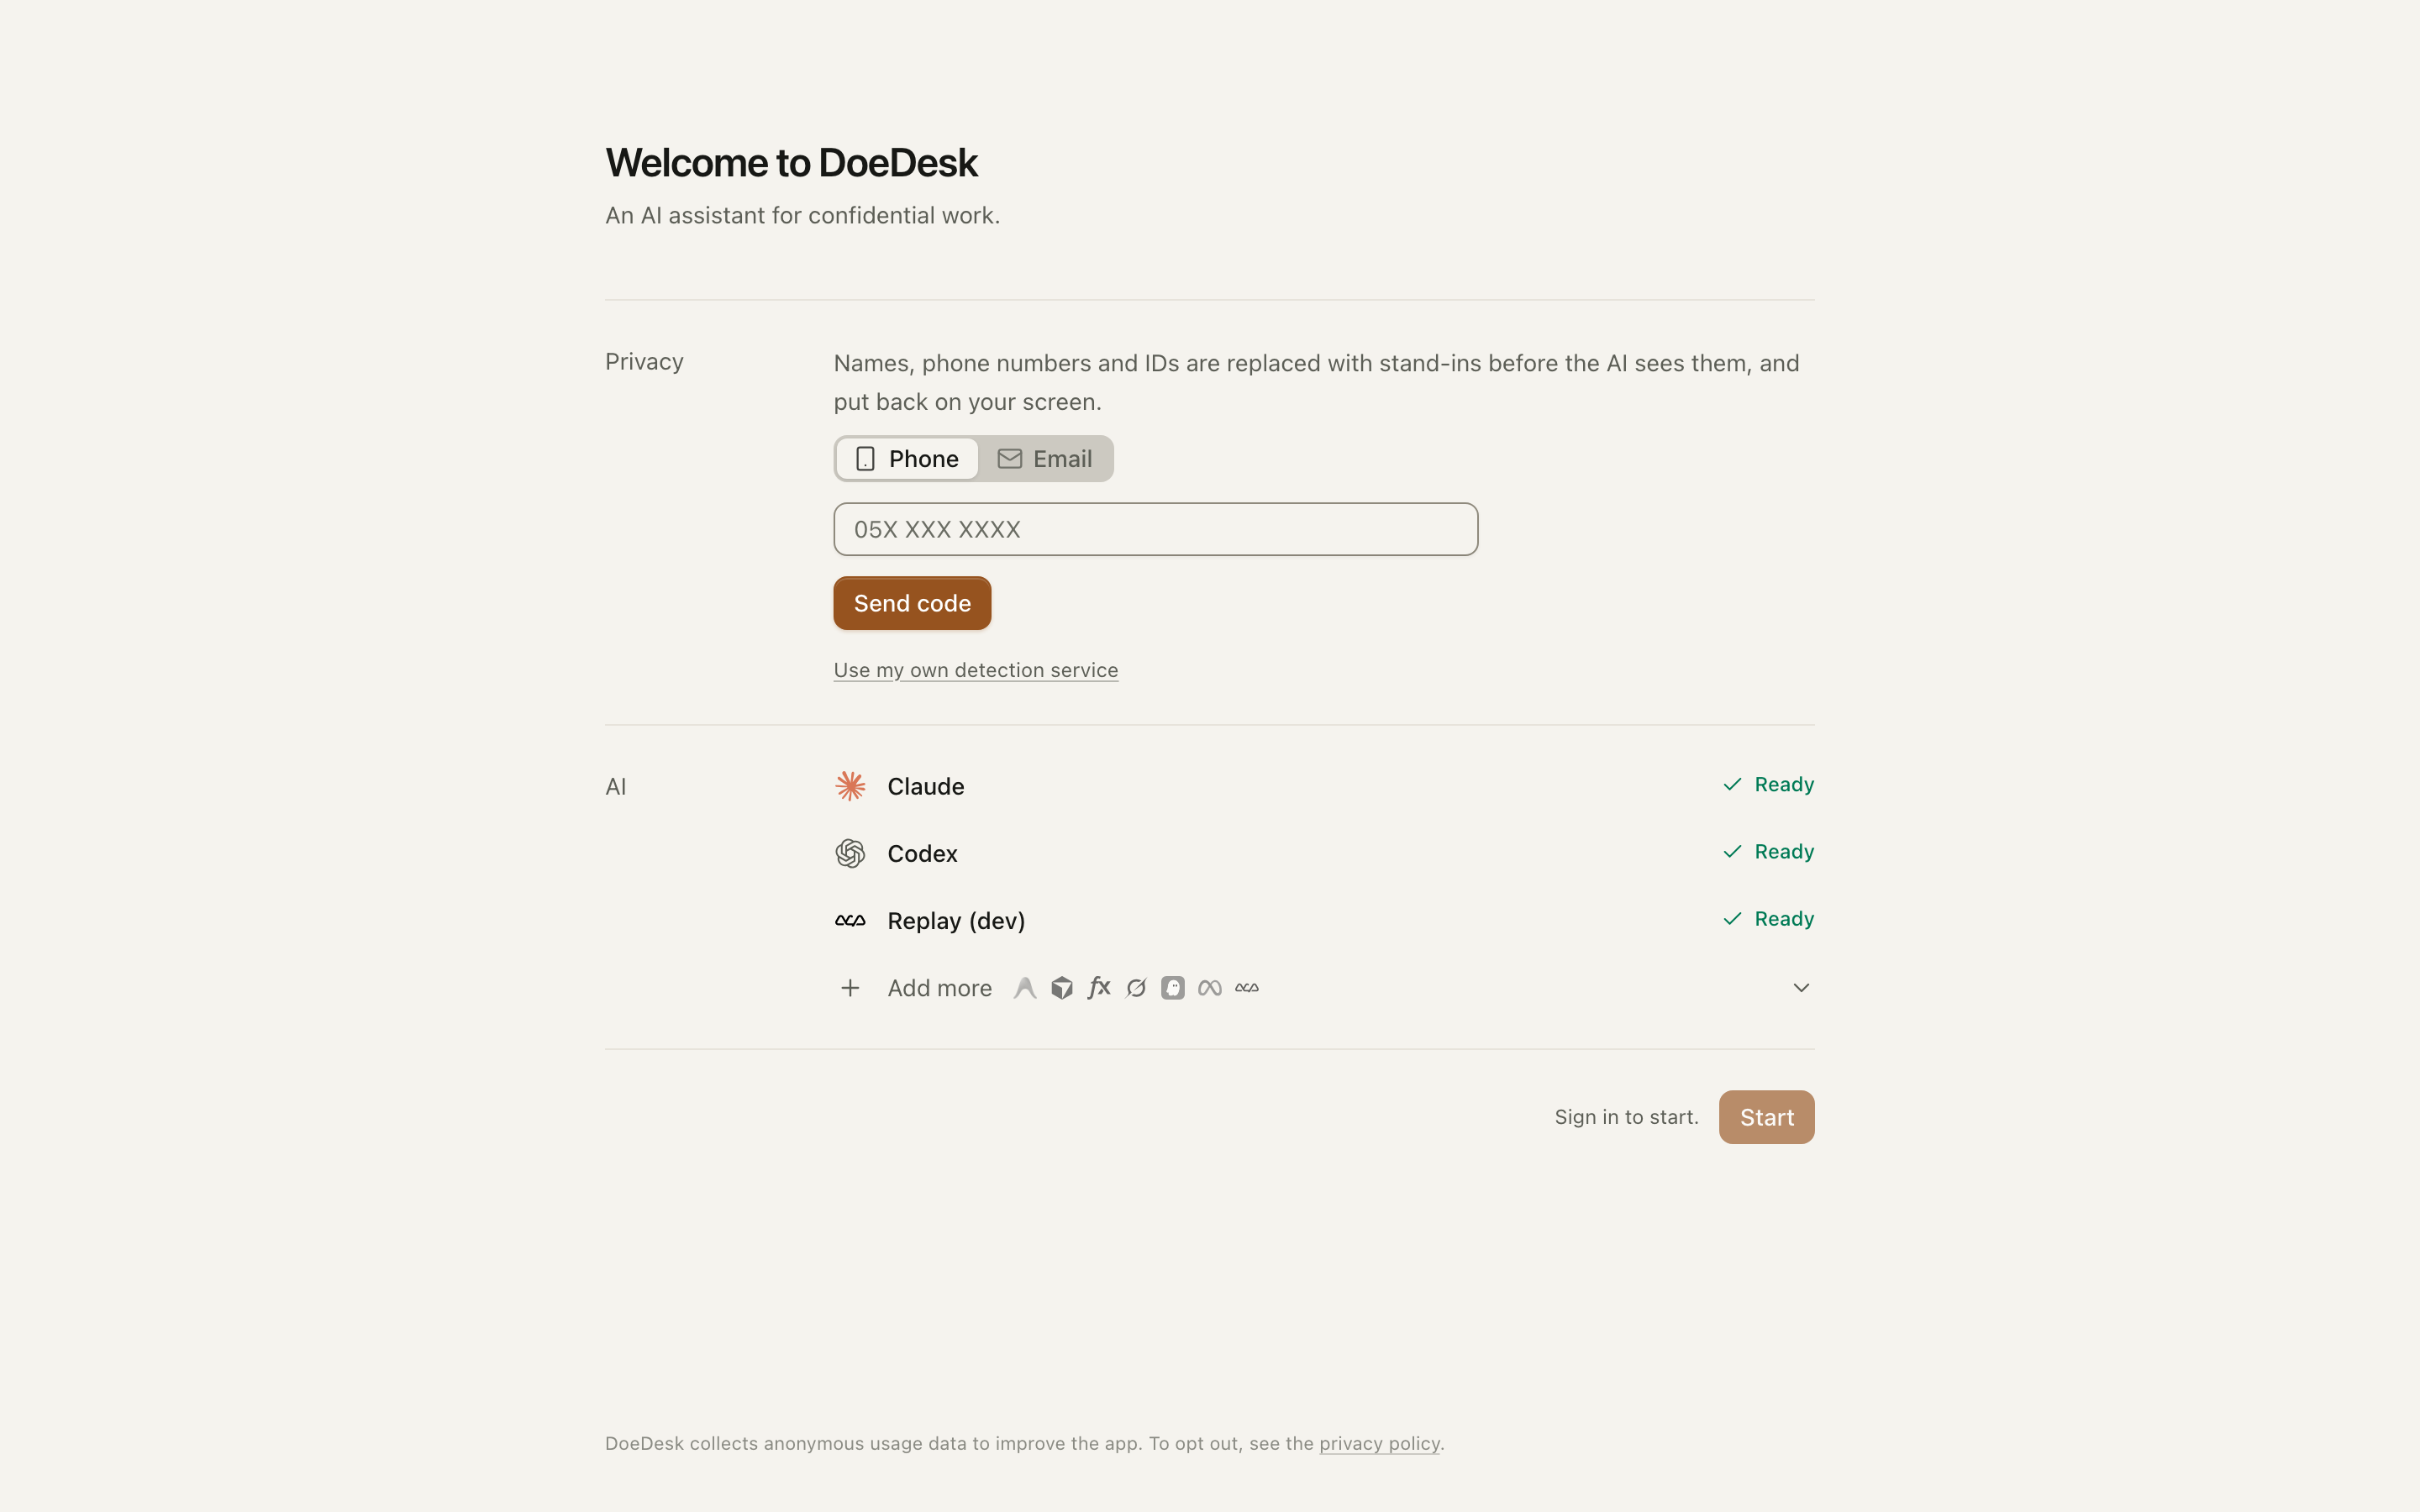 Welcome to DoeDesk
An AI assistant for confidential work.
Privacy
Names, phone numbers and IDs are replaced with stand-ins before the AI sees them, and
put back on your screen.
Phone
Email
05X XXX XXXX
Send code
Use my own detection service
AI
Claude
Ready
Codex
Ready
Replay (dev)
Ready
Add more
fx
Sign in to start.
Start
DoeDesk collects anonymous usage data to improve the app. To opt out, see the privacy policy.